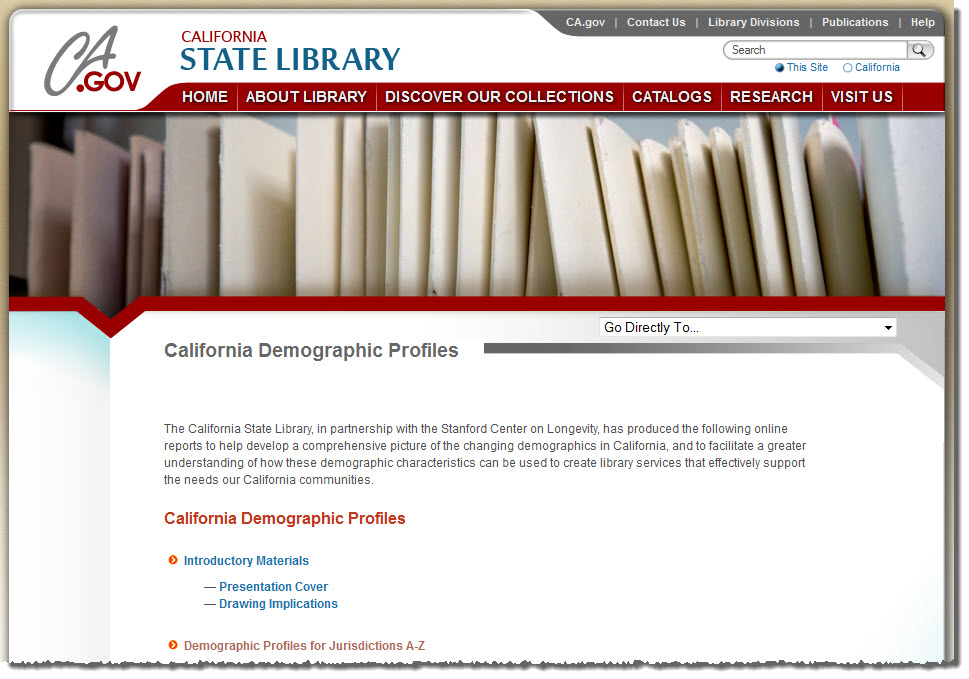 CA.gov | Contact Us | Library Divisions | Publications | Help
CA
.GOV
CALIFORNIA
STATE LIBRARY
Search
This Site California
HOME ABOUT LIBRARY DISCOVER OUR COLLECTIONS CATALOGS RESEARCH VISIT US
Go Directly To...
California Demographic Profiles
The California State Library, in partnership with the Stanford Center on Longevity, has produced the following online
reports to help develop a comprehensive picture of the changing demographics in California, and to facilitate a greater
understanding of how these demographic characteristics can be used to create library services that effectively support
the needs our California communities.
California Demographic Profiles
Introductory Materials
— Presentation Cover
— Drawing Implications
Demographic Profiles for Jurisdictions A-Z